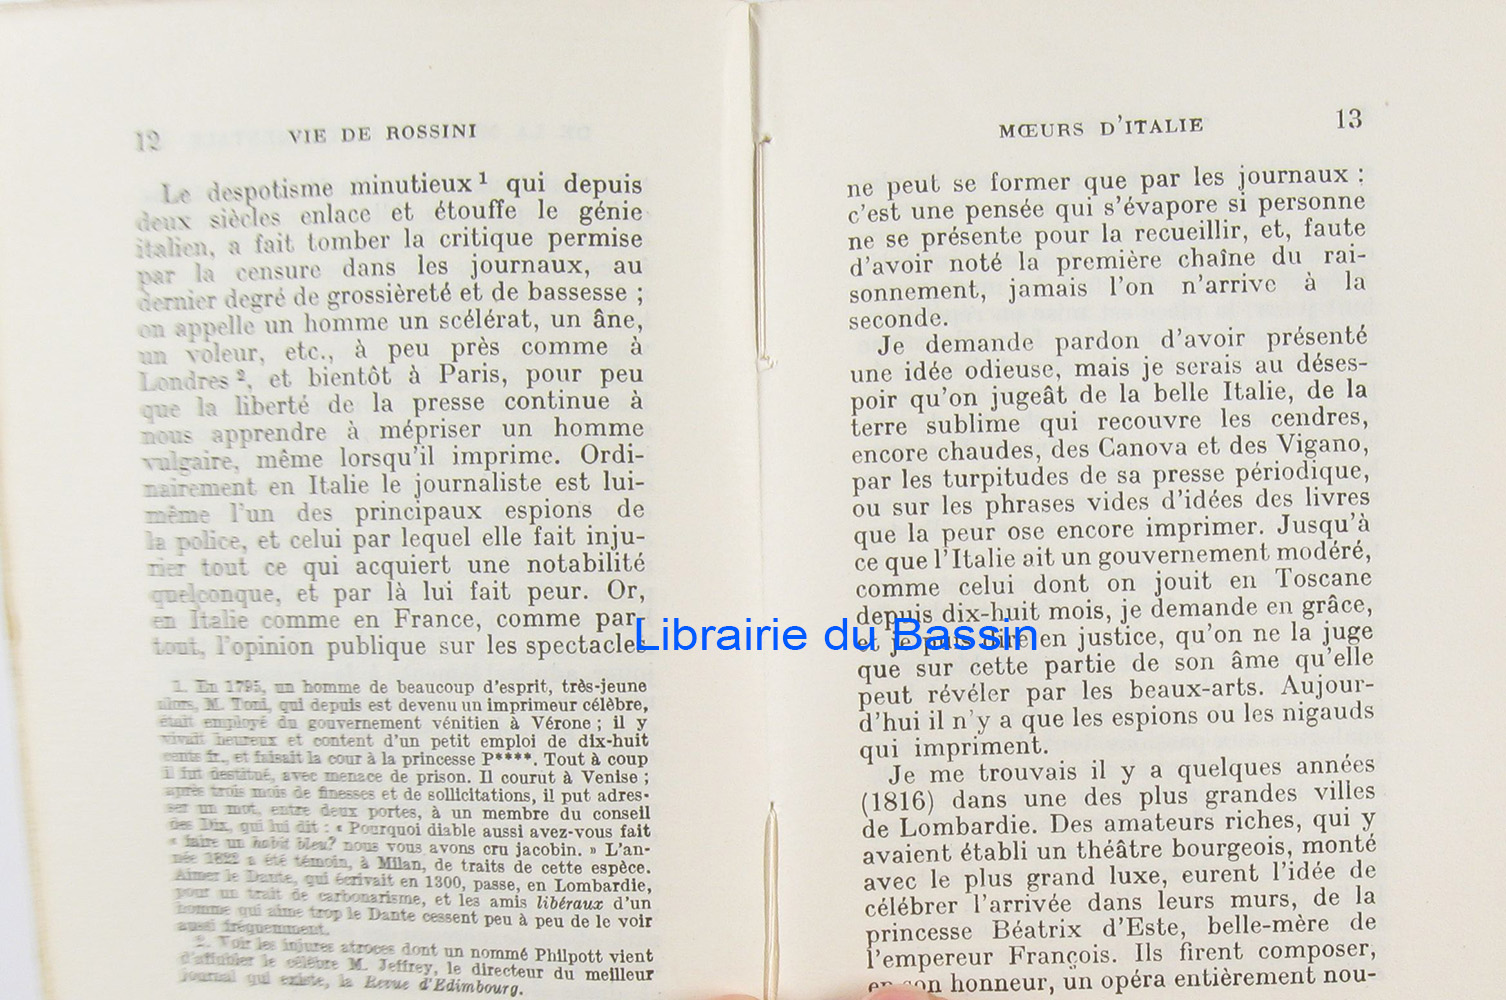 12 VIE DE ROSSINI
Le despotisme minutieux 1 qui depuis
deux siècles enlace et étouffe le génie
italien, a fait tomber la critique permise
par la censure dans les journaux, au
dernier degré de grossièreté et de bassesse ;
on appelle un homme un scélérat, un âne,
un voleur, etc., à peu près comme à
Londres 2, et bientôt à Paris, pour peu
que la liberté de la presse continue à
nous apprendre à mépriser un homme
vulgaire, même lorsqu'il imprime. Ordi-
nairement en Italie le journaliste est lui-
même l'un des principaux espions de
la police, et celui par lequel elle fait inju-
rier tout ce qui acquiert une notabilité
quelconque, et par là lui fait peur. Or,
en Italie comme en France, comme par-
tout, l'opinion publique sur les spectacles
1. En 1795, un homme de beaucoup d'esprit, très-jeune
alors, M. Toni, qui depuis est devenu un imprimeur célèbre,
était employé du gouvernement vénitien à Vérone ; il y
vivait heureux et content d'un petit emploi de dix-huit
cents fr., et faisait la cour à la princesse P****. Tout à coup
il fut destitué, avec menace de prison. Il courut à Venise ;
après trois mois de finesses et de sollicitations, il put adres-
ser un mot, entre deux portes, à un membre du conseil
des Dix, qui lui dit : « Pourquoi diable aussi avez-vous fait
« faire un habit bleu? nous vous avons cru jacobin. » L'an-
née 1822 a été témoin, à Milan, de traits de cette espèce.
Aimer le Dante, qui écrivait en 1300, passe, en Lombardie,
pour un trait de carbonarisme, et les amis libéraux d'un
homme qui aime trop le Dante cessent peu à peu de le voir
aussi fréquemment.
2. Voir les injures atroces dont un nommé Philpott vient
d'affubler le célèbre M. Jeffrey, le directeur du meilleur
journal qui existe, la Revue d'Edimbourg.
MŒURS D'ITALIE 13
ne peut se former que par les journaux :
c'est une pensée qui s'évapore si personne
ne se présente pour la recueillir, et, faute
d'avoir noté la première chaîne du rai-
sonnement, jamais l'on n'arrive à la
seconde.
Je demande pardon d'avoir présenté
une idée odieuse, mais je serais au déses-
poir qu'on jugeât de la belle Italie, de la
terre sublime qui recouvre les cendres,
encore chaudes, des Canova et des Vigano,
par les turpitudes de sa presse périodique,
ou sur les phrases vides d'idées des livres
que la peur ose encore imprimer. Jusqu'à
ce que l'Italie ait un gouvernement modéré,
comme celui dont on jouit en Toscane
depuis dix-huit mois, je demande en grâce,
et je puis dire en justice, qu'on ne la juge
que sur cette partie de son âme qu'elle
peut révéler par les beaux-arts. Aujour-
d'hui il n'y a que les espions ou les nigauds
qui impriment.
Je me trouvais il y a quelques années
(1816) dans une des plus grandes villes
de Lombardie. Des amateurs riches, qui y
avaient établi un théâtre bourgeois, monté
avec le plus grand luxe, eurent l'idée de
célébrer l'arrivée dans leurs murs, de la
princesse Béatrix d'Este, belle-mère de
l'empereur François. Ils firent composer,
en son honneur, un opéra entièrement nou-
Librairie du Bassin